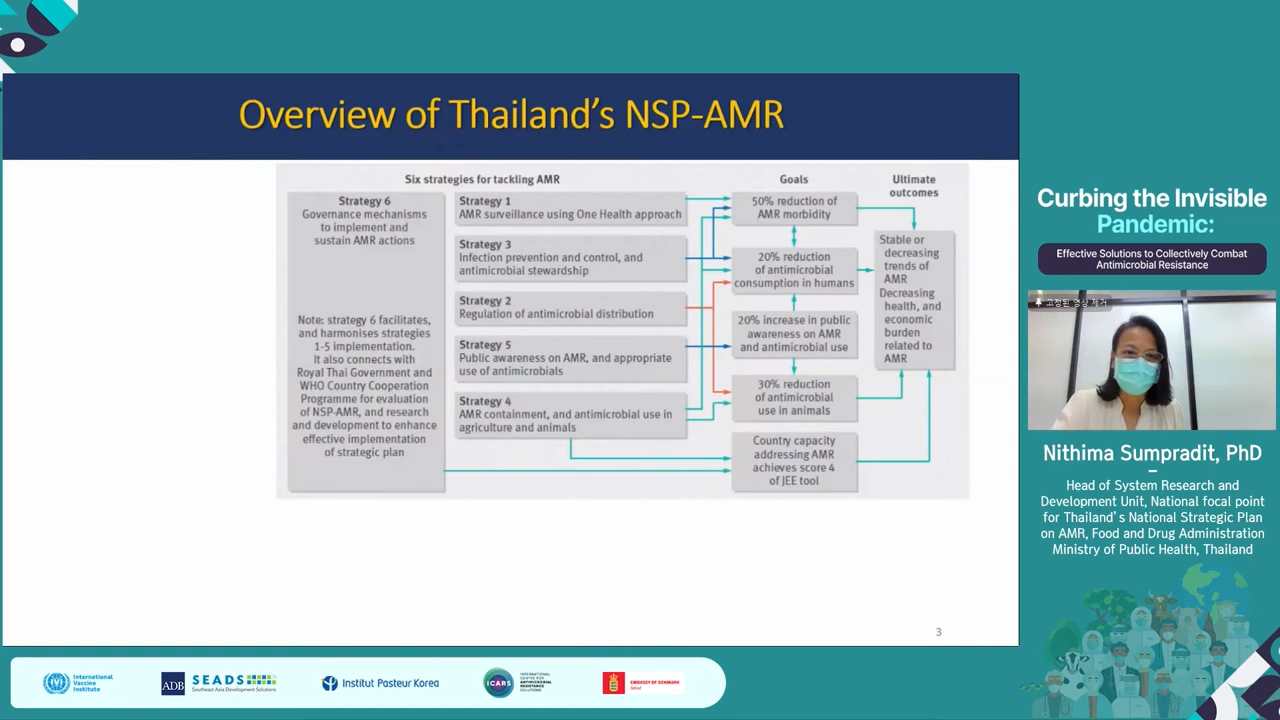 Overview of Thailand's NSP-AMR
Six strategies for tackling AMR
Goals
Ultimate
outcomes
Strategy 6
Governance mechanisms
to implement and
sustain AMR actions
Note: strategy 6 facilitates,
and harmonises strategies
1-5 implementation.
It also connects with
Royal Thai Government and
WHO Country Cooperation
Programme for evaluation
of NSP-AMR, and research
and development to enhance
effective implementation
of strategic plan
Strategy 1
AMR surveillance using One Health approach
Strategy 3
Infection prevention and control, and
antimicrobial stewardship
Strategy 2
Regulation of antimicrobial distribution
Strategy 5
Public awareness on AMR, and appropriate
use of antimicrobials
Strategy 4
AMR containment, and antimicrobial use in
agriculture and animals
50% reduction of
AMR morbidity
20% reduction
of antimicrobial
consumption in humans
20% increase in public
awareness on AMR
and antimicrobial use
30% reduction
of antimicrobial
use in animals
Country capacity
addressing AMR
achieves score 4
of JEE tool
Stable or
decreasing
trends of
AMR
Decreasing
health, and
economic
burden
related to
AMR
3
Curbing the Invisible
Pandemic:
Effective Solutions to Collectively Combat
Antimicrobial Resistance
고정된 영상 제거
Nithima Sumpradit, PhD
–
Head of System Research and
Development Unit, National focal point
for Thailand's National Strategic Plan
on AMR, Food and Drug Administration
Ministry of Public Health, Thailand
IVI
International
Vaccine
Institute
ADB
SEADS
Southeast Asia Development Solutions
Institut Pasteur Korea
ICARS
INTERNATIONAL
CENTRE FOR
ANTIMICROBIAL
RESISTANCE
SOLUTIONS
EMBASSY OF DENMARK
Seoul